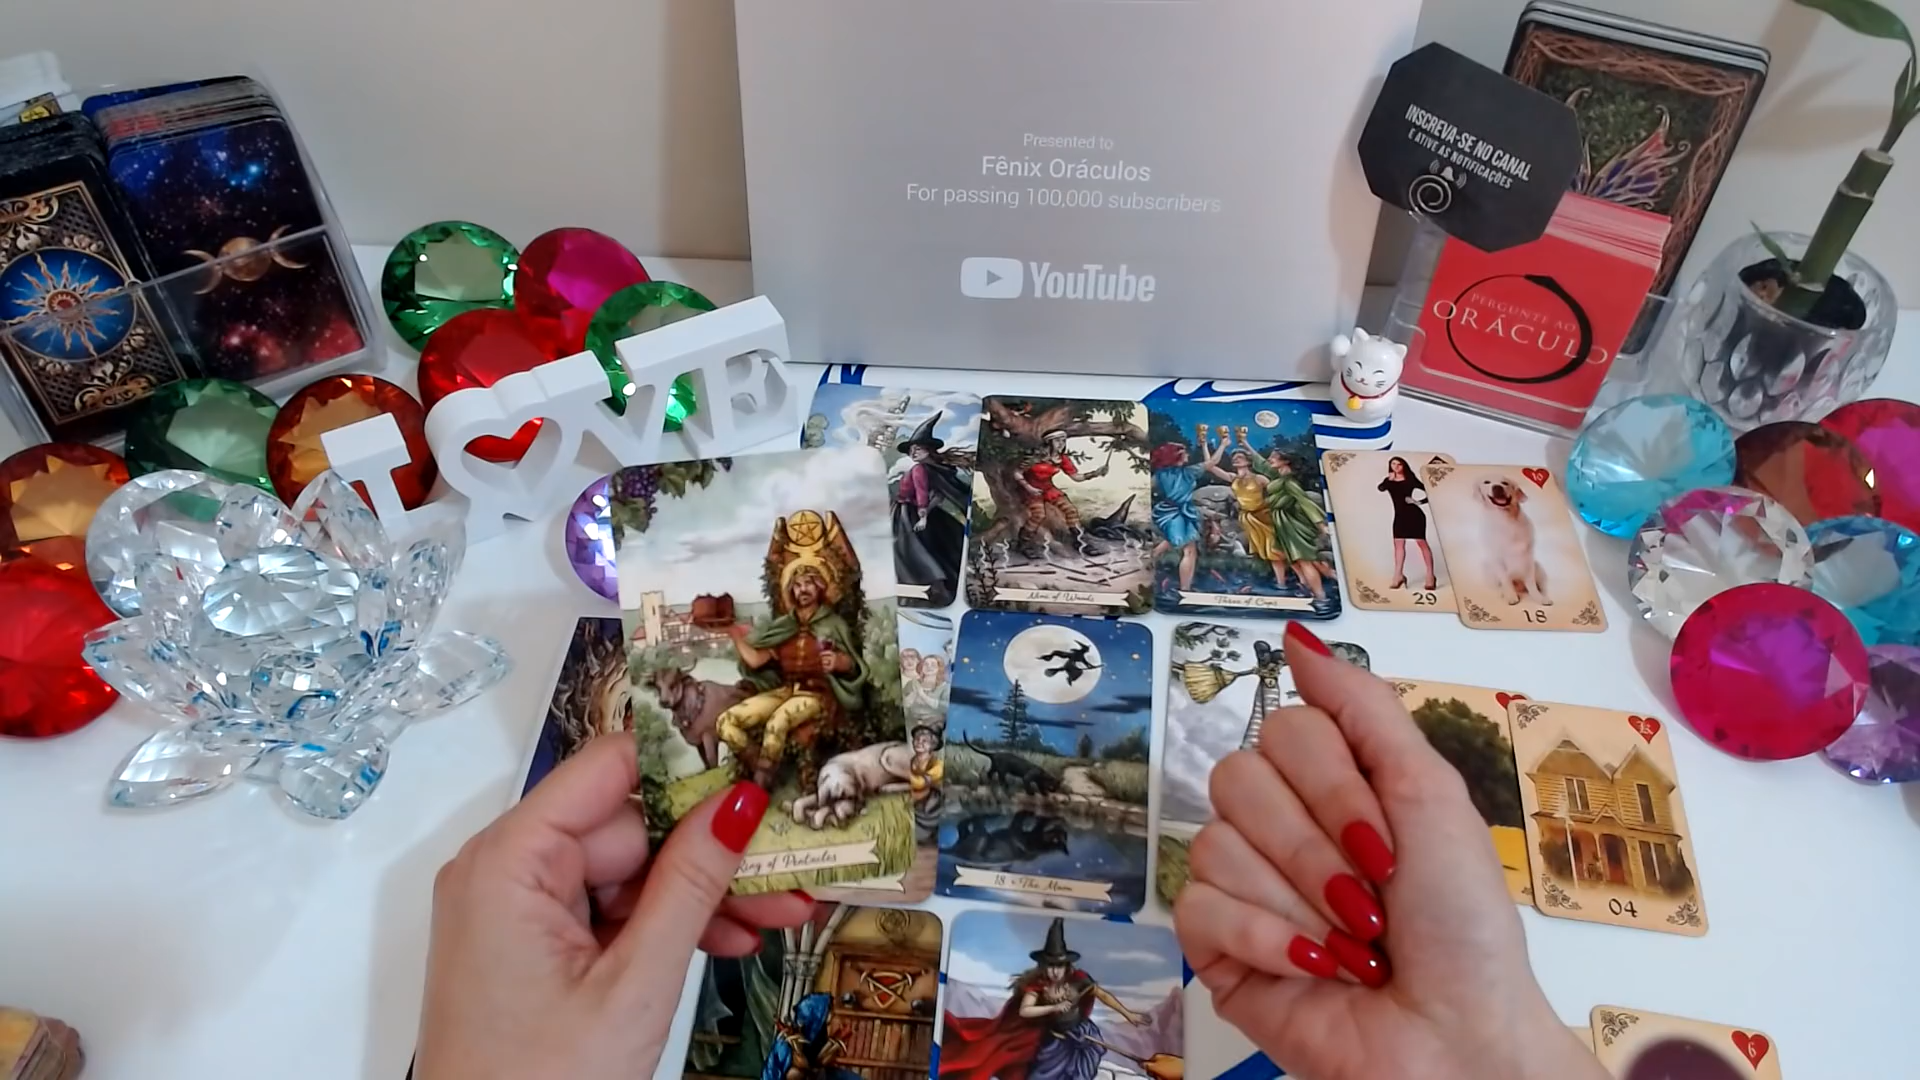 Presented to
Fênix Oráculos
For passing 100,000 subscribers
YouTube
INSCREVA-SE NO CANAL
E ATIVE AS NOTIFICAÇÕES
PERGUNTE AO
ORÁCULO
LOVE
Nine of Wands
Three of Cups
29
18
King of Pentacles
18 The Moon
K
04
6